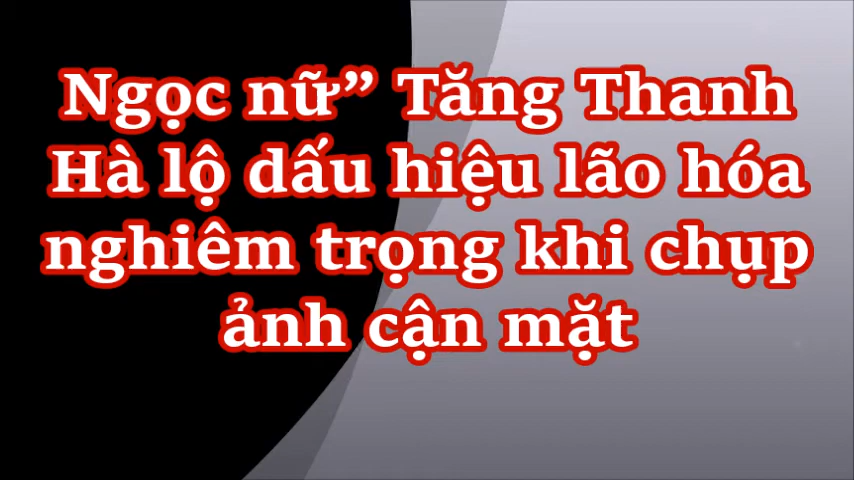 Ngọc nữ” Tăng Thanh
Hà lộ dấu hiệu lão hóa
nghiêm trọng khi chụp
ảnh cận mặt